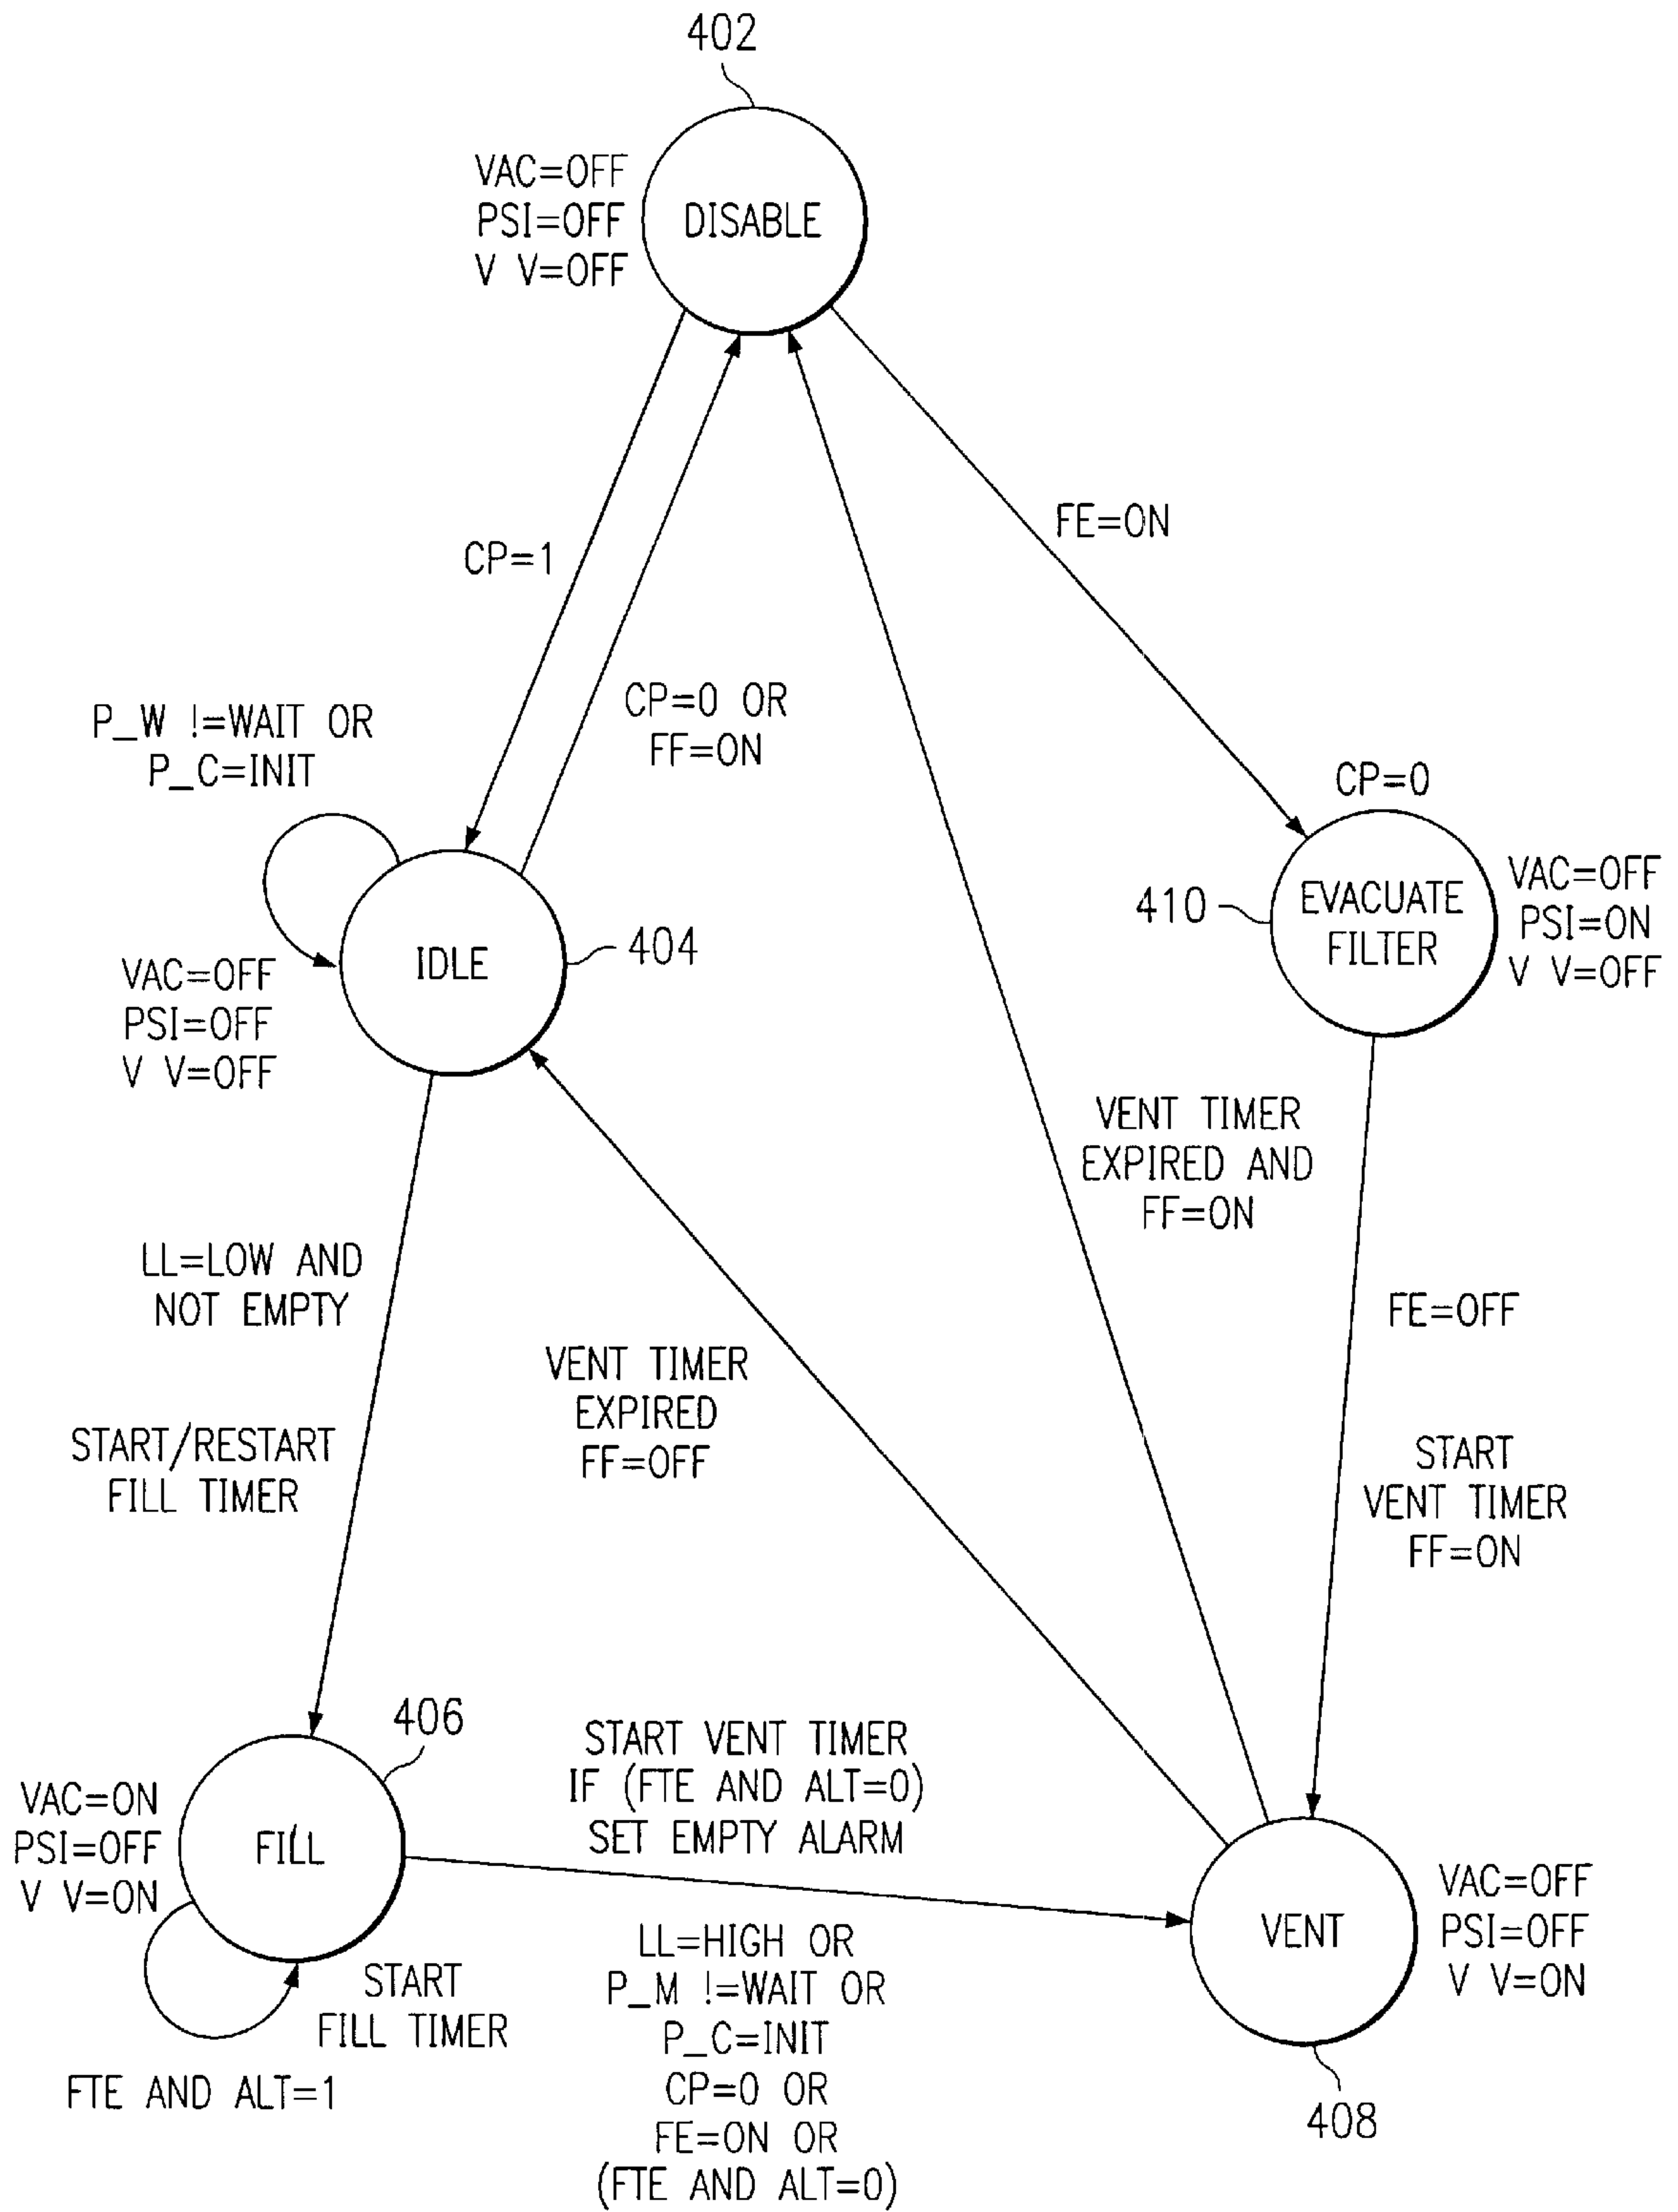 402
VAC=OFF
PSI=OFF
V V=OFF
DISABLE
FE=ON
CP=1
CP=0 OR
FF=ON
P_W !=WAIT OR
P_C=INIT
CP=0
EVACUATE
FILTER
410
VAC=OFF
PSI=ON
V V=OFF
IDLE
404
VAC=OFF
PSI=OFF
V V=OFF
VENT TIMER
EXPIRED AND
FF=ON
LL=LOW AND
NOT EMPTY
FE=OFF
VENT TIMER
EXPIRED
FF=OFF
START/RESTART
FILL TIMER
START
VENT TIMER
FF=ON
406
START VENT TIMER
IF (FTE AND ALT=0)
SET EMPTY ALARM
VAC=ON
PSI=OFF
V V=ON
FILL
VENT
VAC=OFF
PSI=OFF
V V=ON
START
FILL TIMER
FTE AND ALT=1
LL=HIGH OR
P_M !=WAIT OR
P_C=INIT
CP=0 OR
FE=ON OR
(FTE AND ALT=0)
408